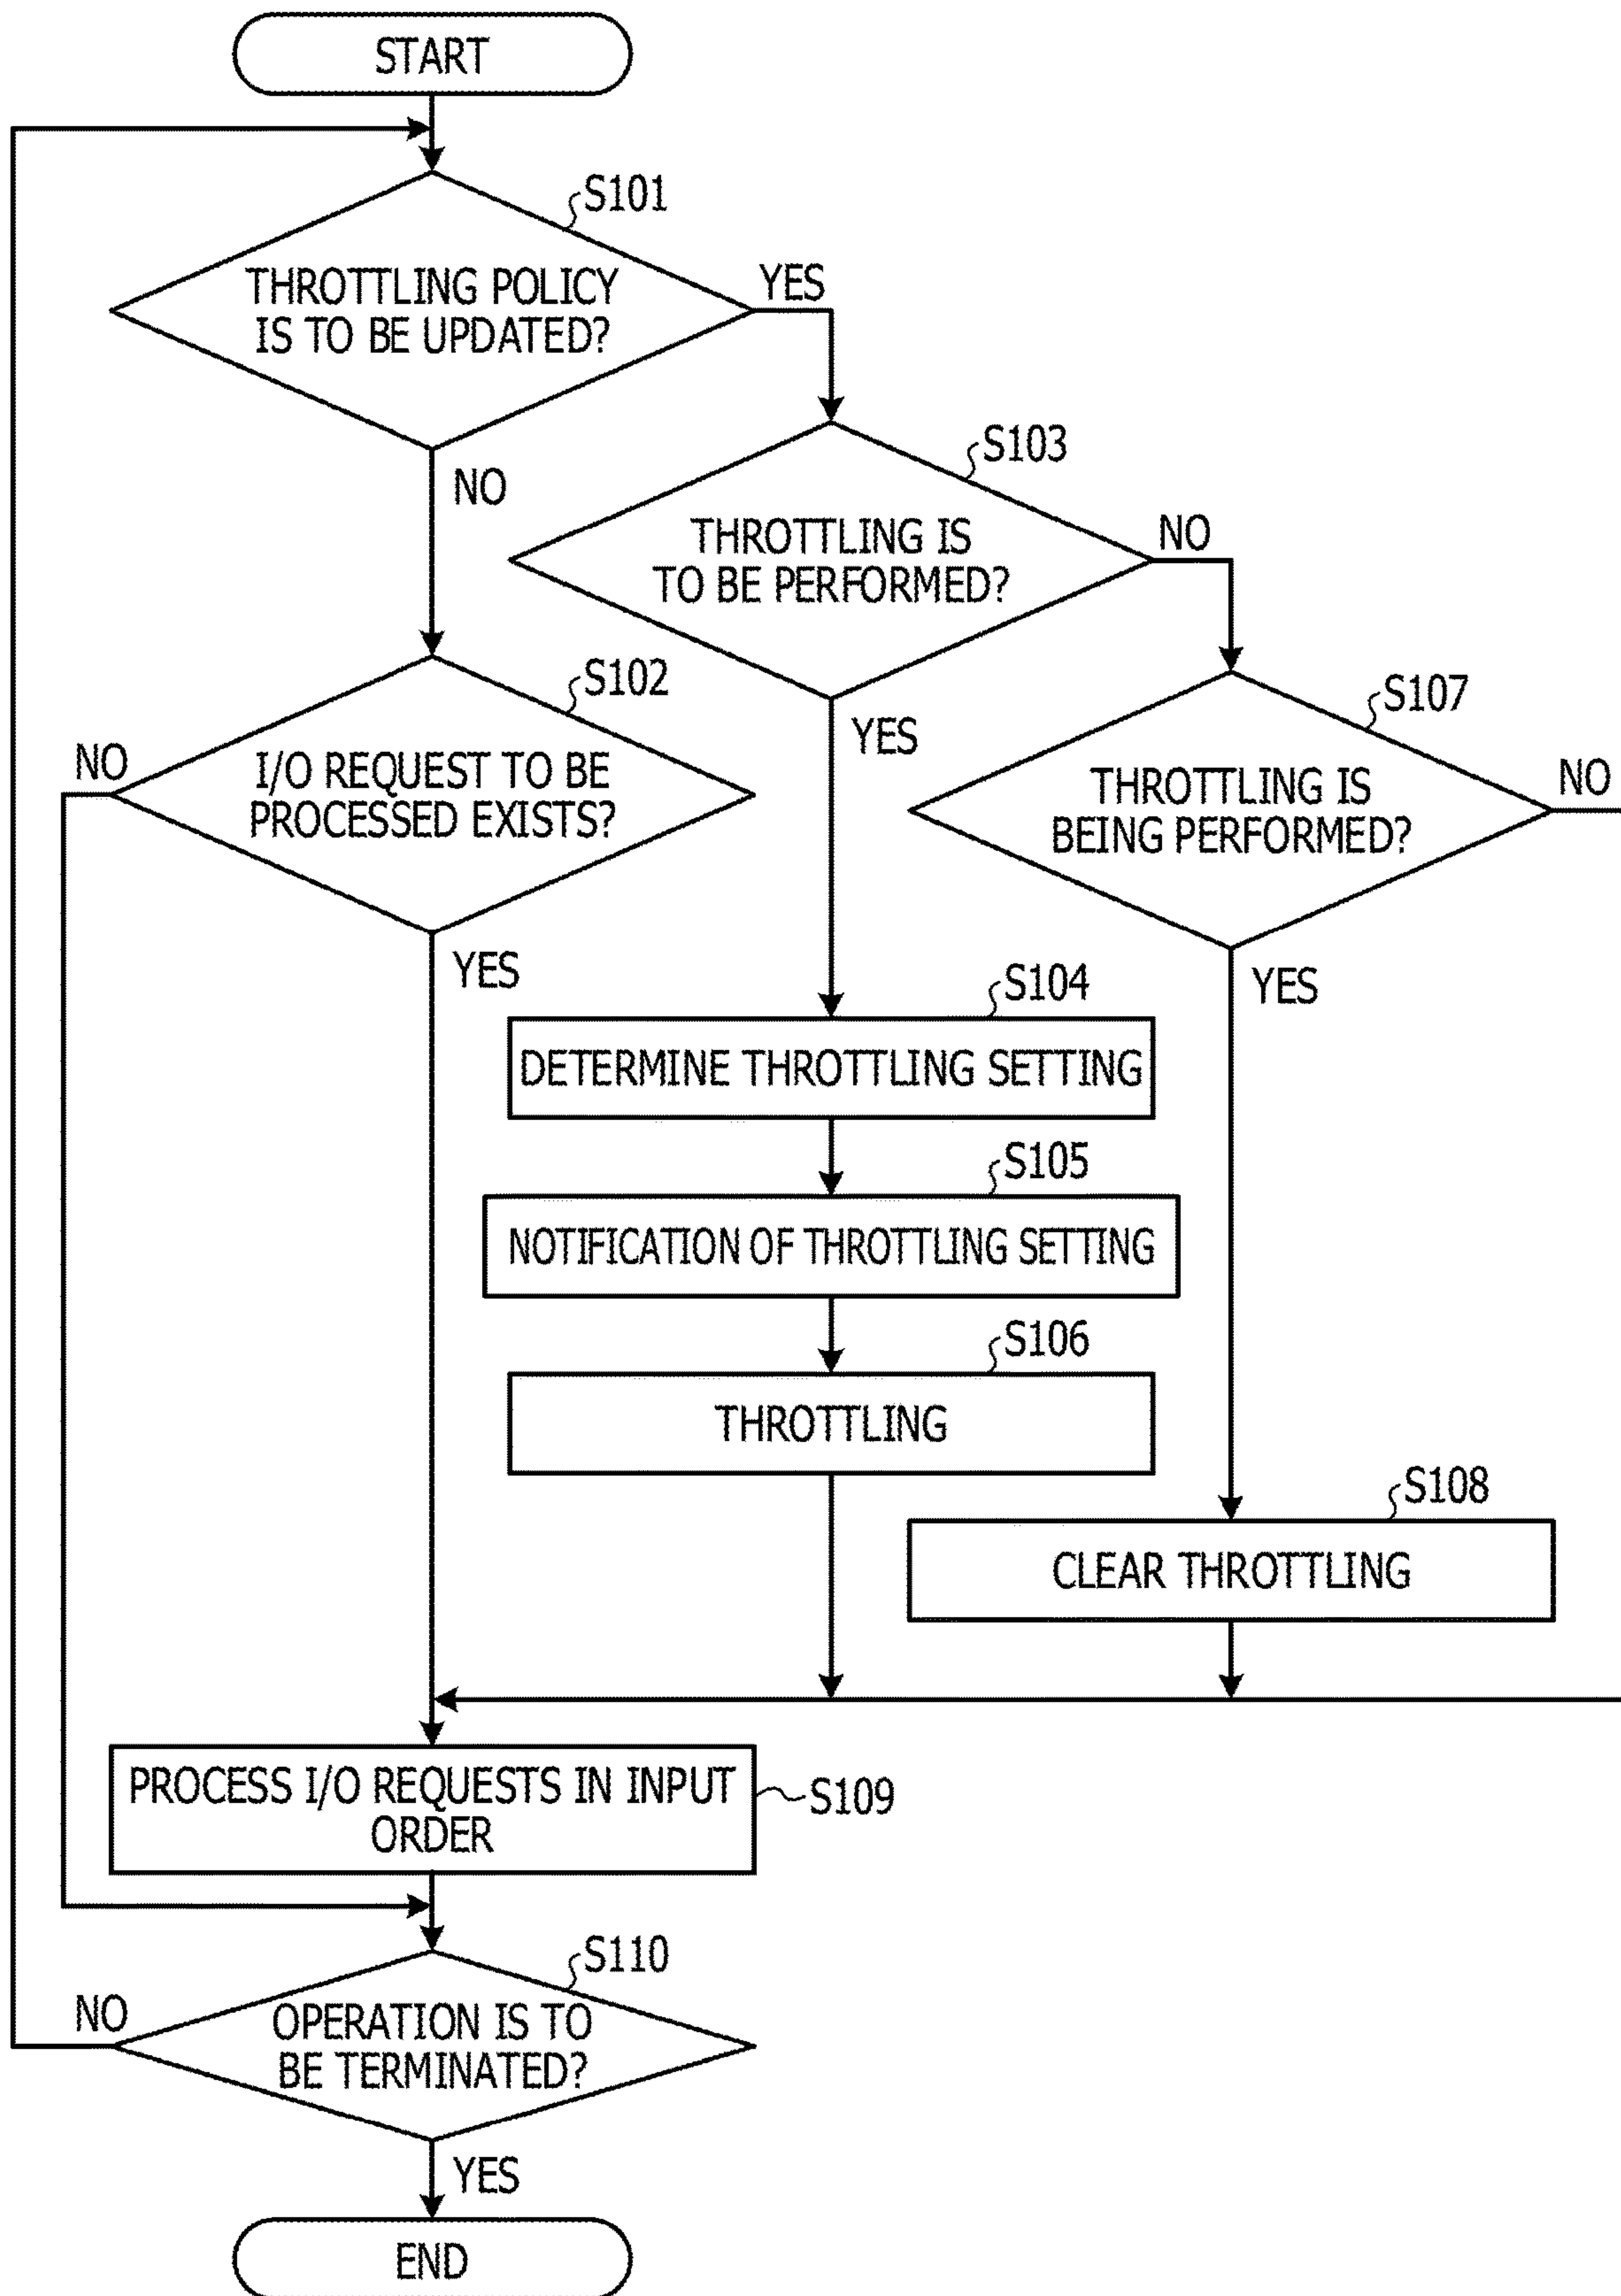 START
S101
THROTTLING POLICY
IS TO BE UPDATED?
YES
NO
S103
THROTTLING IS
TO BE PERFORMED?
NO
YES
S102
I/O REQUEST TO BE
PROCESSED EXISTS?
NO
YES
S107
THROTTLING IS
BEING PERFORMED?
NO
YES
S104
DETERMINE THROTTLING SETTING
S105
NOTIFICATION OF THROTTLING SETTING
S106
THROTTLING
S108
CLEAR THROTTLING
PROCESS I/O REQUESTS IN INPUT
ORDER
S109
S110
OPERATION IS TO
BE TERMINATED?
NO
YES
END